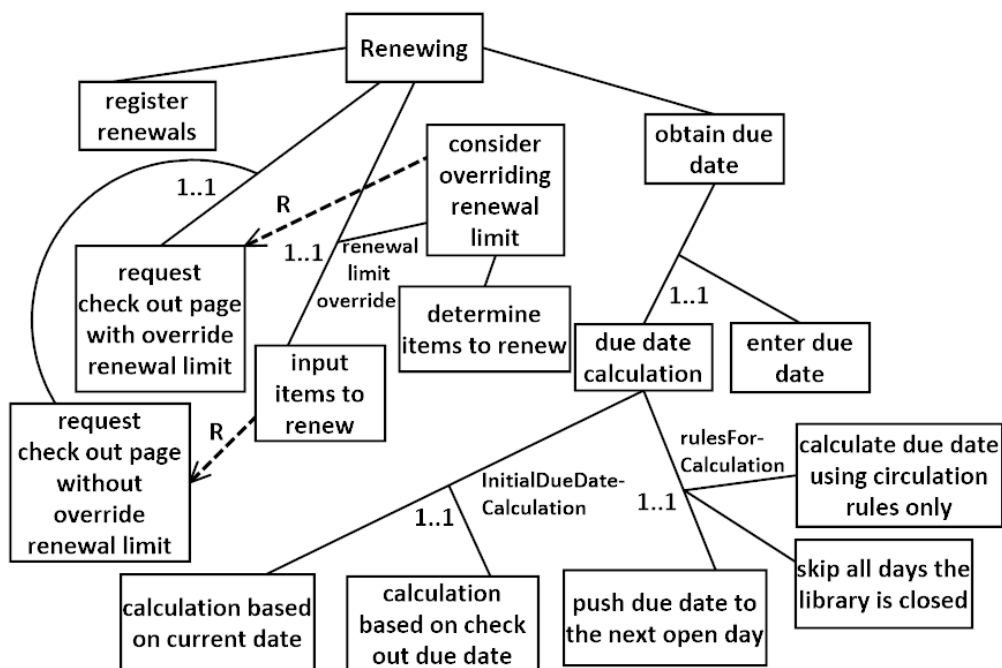 Renewing
register
renewals
consider
overriding
renewal
limit
obtain due
date
1..1
R
request
check out page
with override
renewal limit
1..1
renewal
limit
override
determine
items to renew
1..1
due date
calculation
enter due
date
input
items to
renew
request
check out page
without
override
renewal limit
R
InitialDueDate-
Calculation
1..1
rulesFor-
Calculation
1..1
calculate due date
using circulation
rules only
skip all days the
library is closed
calculation based
on current date
calculation
based on check
out due date
push due date to
the next open day